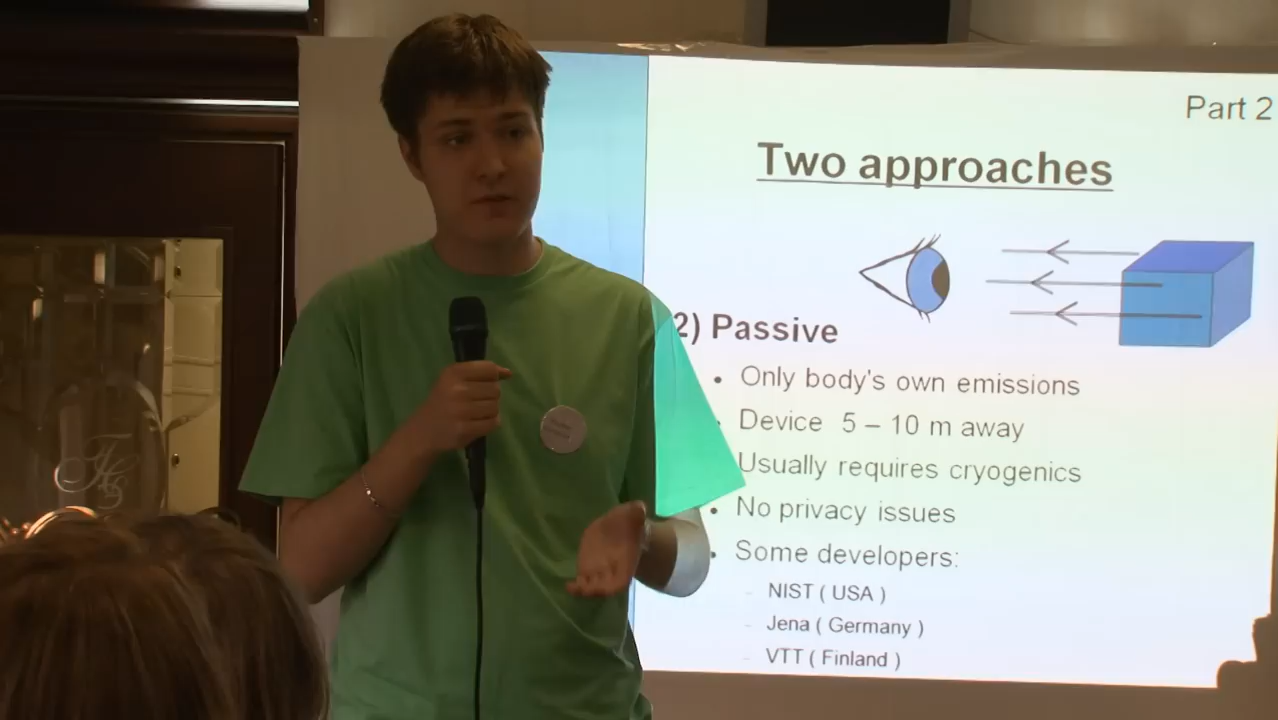 Part 2
Two approaches
2) Passive
• Only body's own emissions
• Device 5 – 10 m away
Usually requires cryogenics
• No privacy issues
• Some developers:
– NIST ( USA )
– Jena ( Germany )
– VTT ( Finland )